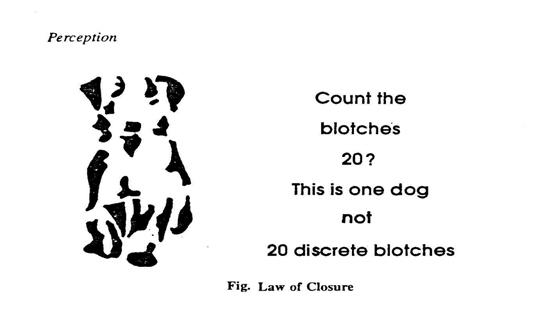 Perception
Count the
blotches
20?
This is one dog
not
20 discrete blotches
Fig. Law of Closure